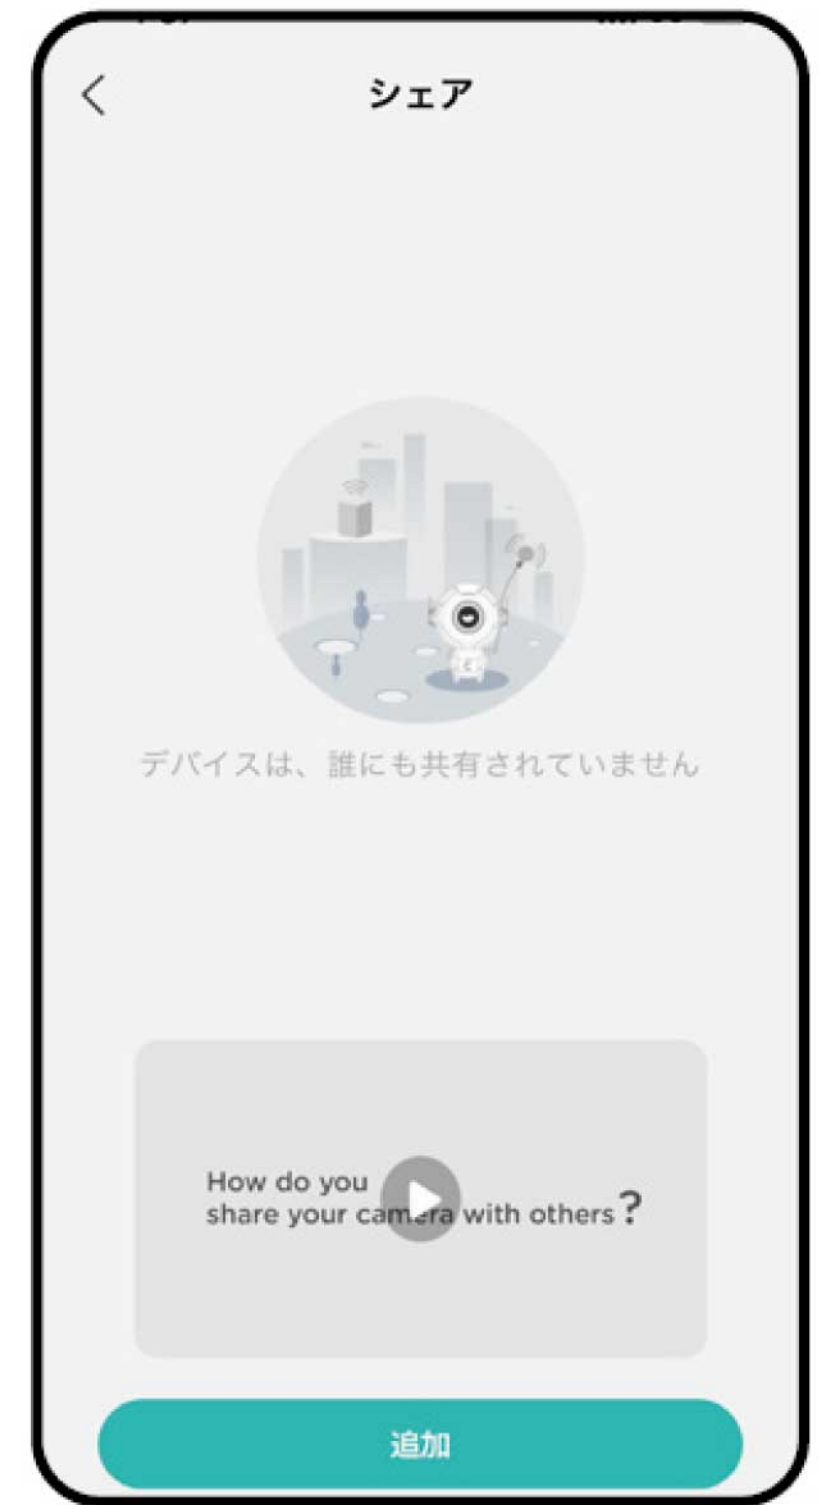 シェア
デバイスは、誰にも共有されていません
How do you
share your camera with others?
追加